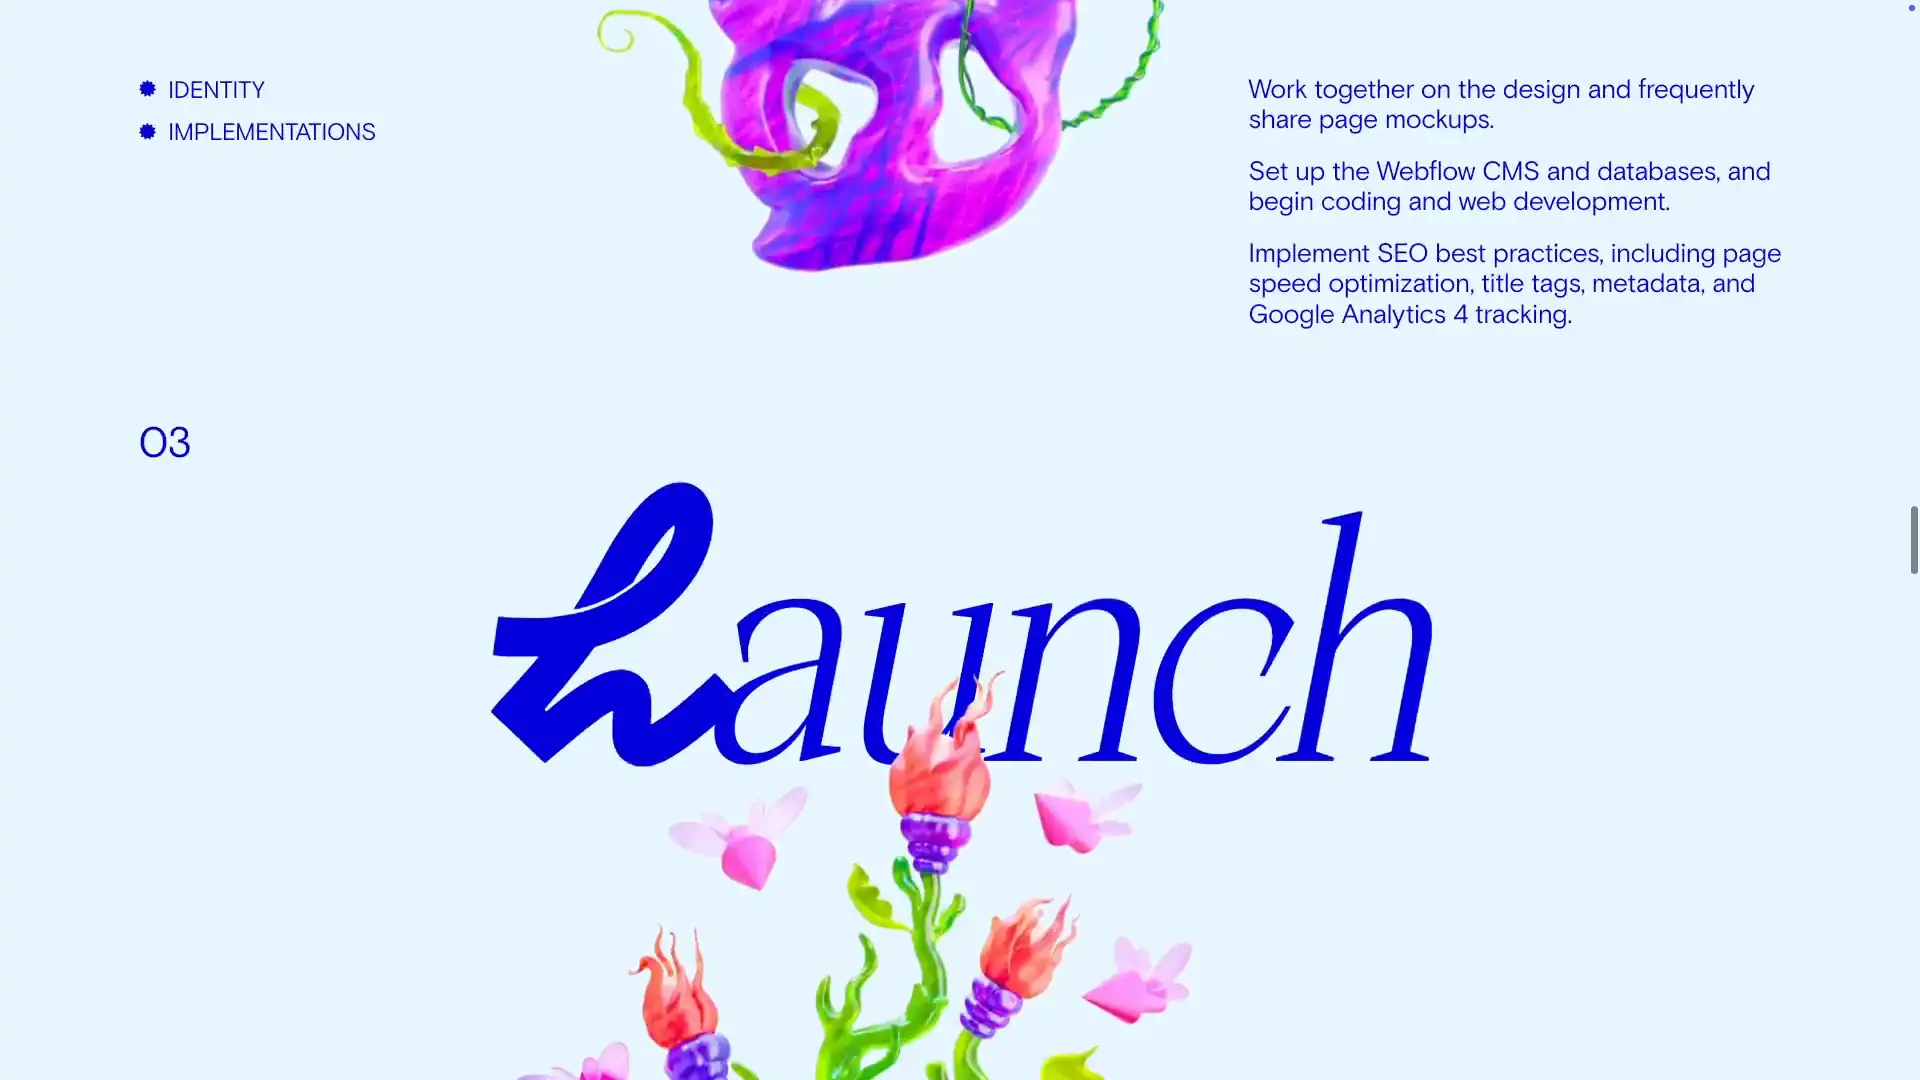 IDENTITY
IMPLEMENTATIONS
Work together on the design and frequently
share page mockups.
Set up the Webflow CMS and databases, and
begin coding and web development.
Implement SEO best practices, including page
speed optimization, title tags, metadata, and
Google Analytics 4 tracking.
03
Launch